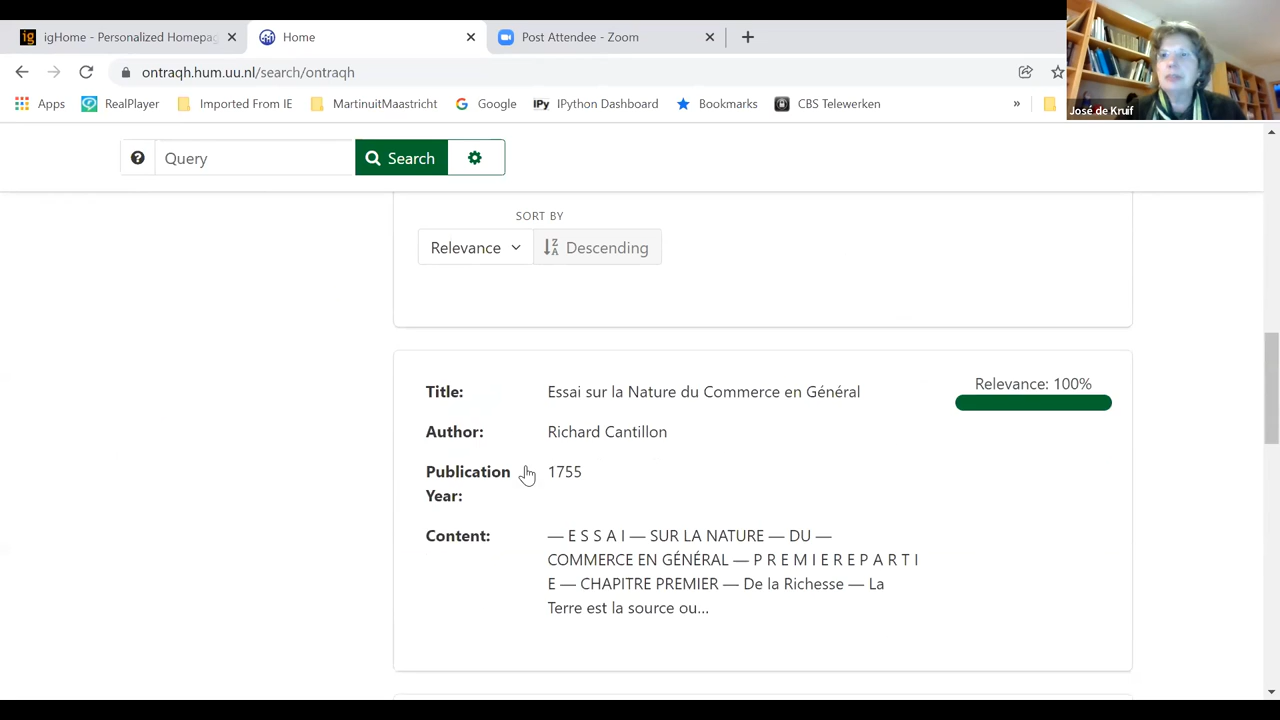 igHome - Personalized Homepag
Home
Post Attendee - Zoom
ontraqh.hum.uu.nl/search/ontraqh
Apps
RealPlayer
Imported From IE
MartinuitMaastricht
Google
IPy
IPython Dashboard
Bookmarks
CBS Telewerken
»
José de Kruif
Query
Search
SORT BY
Relevance
Descending
Title:
Essai sur la Nature du Commerce en Général
Relevance: 100%
Author:
Richard Cantillon
Publication
Year:
1755
Content:
— E S S A I — SUR LA NATURE — DU —
COMMERCE EN GÉNÉRAL — P R E M I E R E P A R T I
E — CHAPITRE PREMIER — De la Richesse — La
Terre est la source ou...